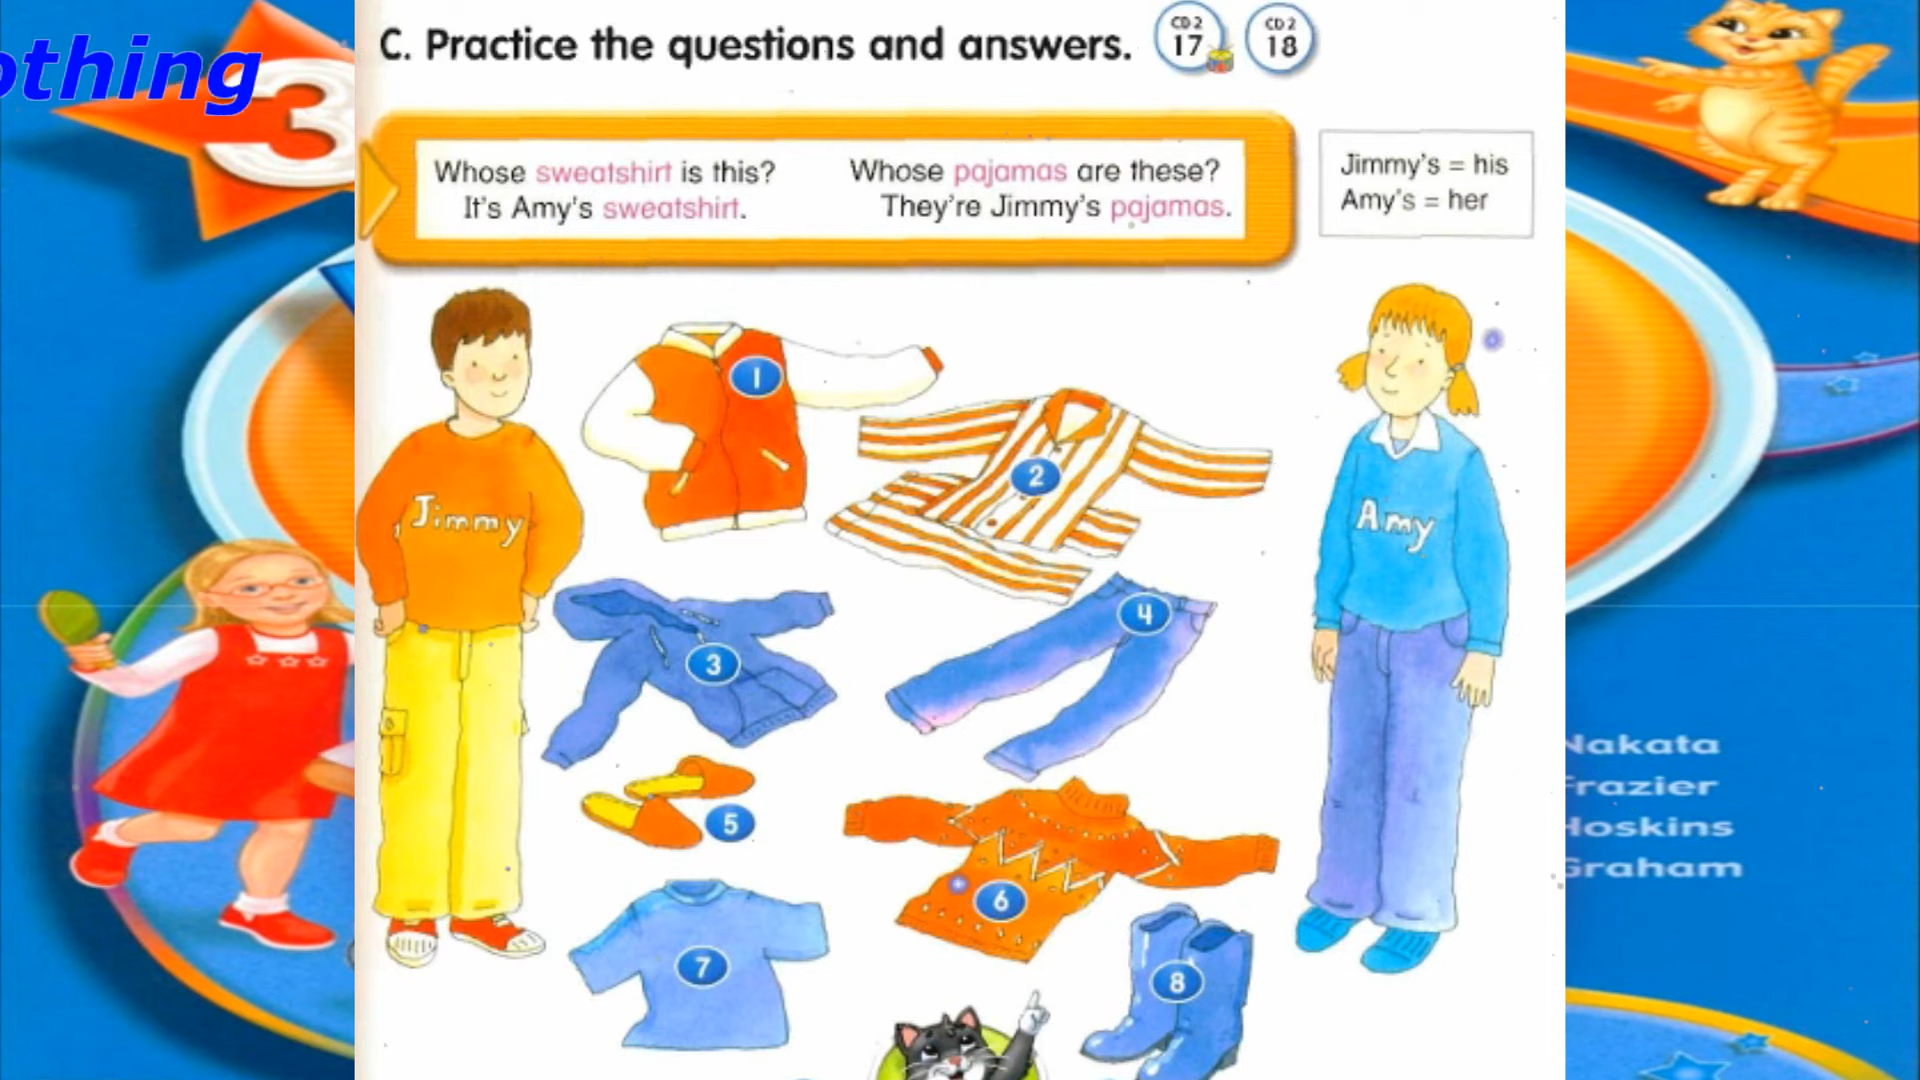 othing
3
C. Practice the questions and answers.
CD 2
17
CD 2
18
Whose sweatshirt is this?
It's Amy's sweatshirt.
Whose pajamas are these?
They're Jimmy's pajamas.
Jimmy's = his
Amy's = her
1
2
Jimmy
Amy
3
4
5
6
7
8
Nakata
Frazier
Hoskins
Graham